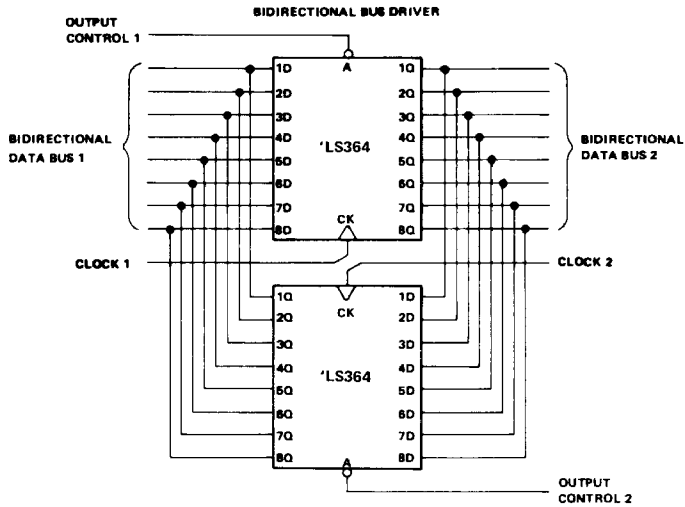 BIDIRECTIONAL BUS DRIVER
OUTPUT
CONTROL 1
A
1D 1Q
2D 2Q
3D 3Q
4D 4Q
5D 5Q
6D 6Q
7D 7Q
8D 8Q
'LS364
CK
BIDIRECTIONAL
DATA BUS 1
BIDIRECTIONAL
DATA BUS 2
CLOCK 1
CLOCK 2
CK
1Q 1D
2Q 2D
3Q 3D
4Q 4D
5Q 5D
6Q 6D
7Q 7D
8Q 8D
'LS364
A
OUTPUT
CONTROL 2